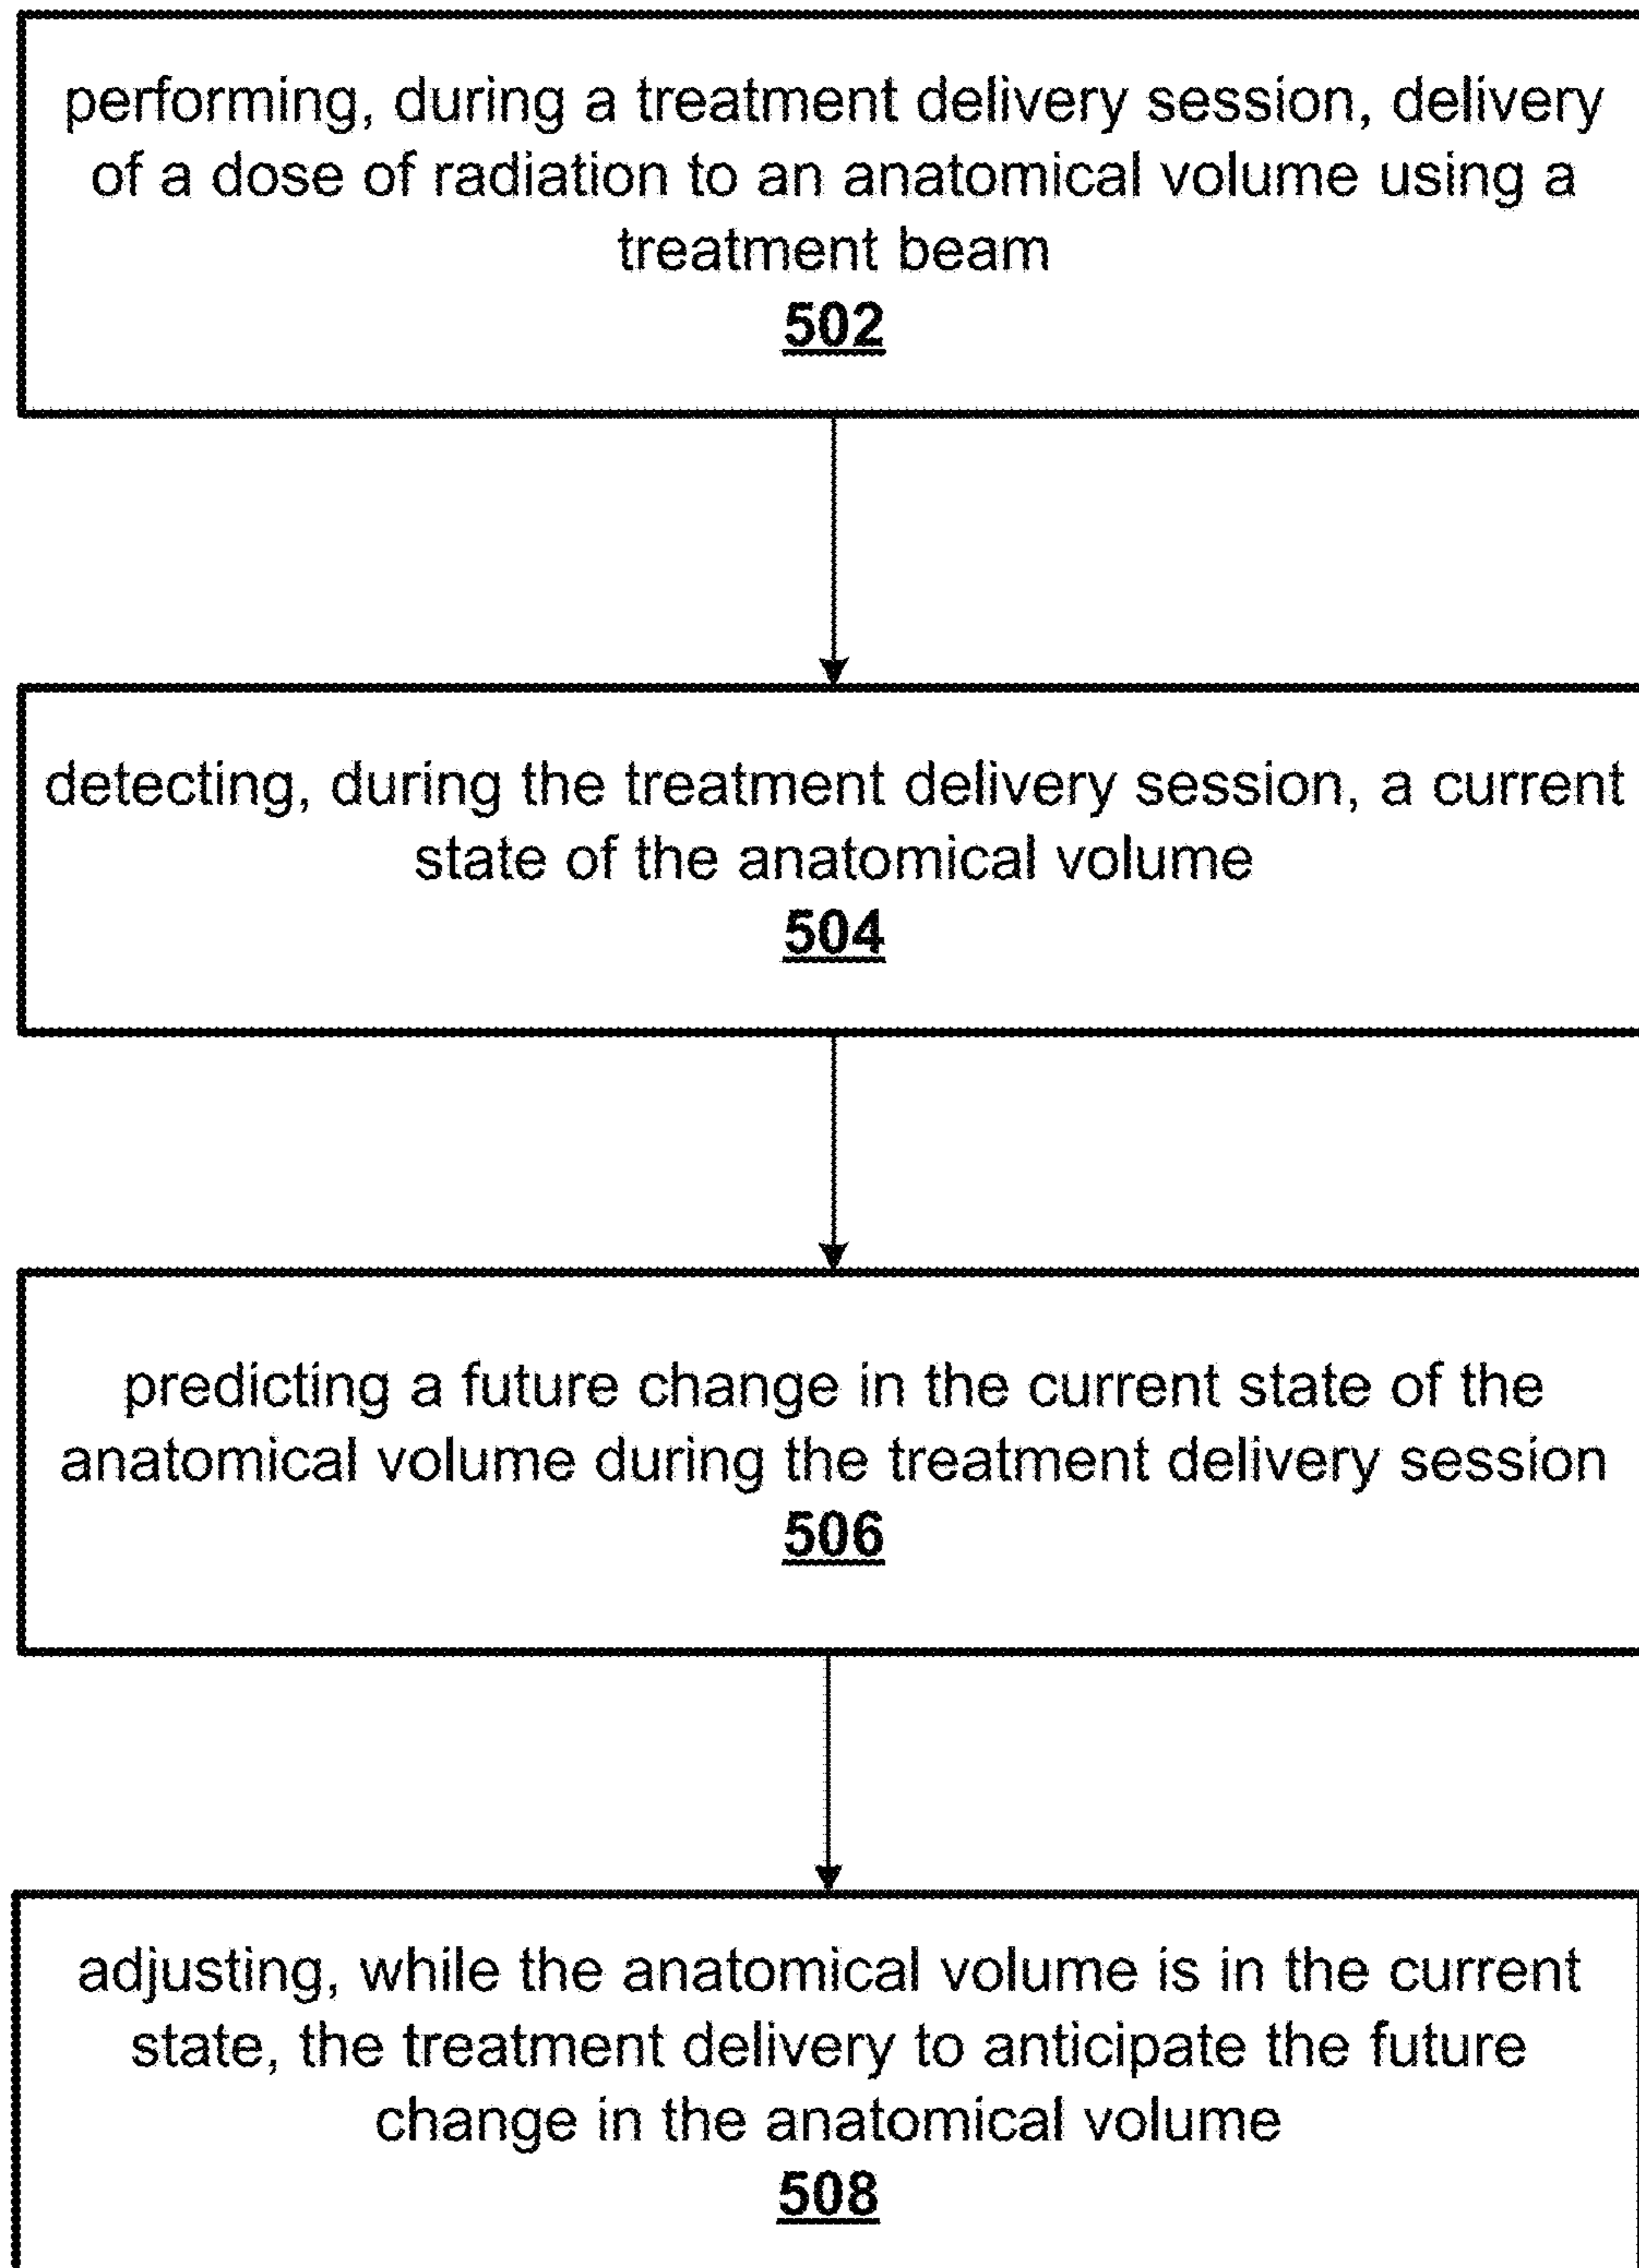 performing, during a treatment delivery session, delivery
of a dose of radiation to an anatomical volume using a
treatment beam
502
detecting, during the treatment delivery session, a current
state of the anatomical volume
504
predicting a future change in the current state of the
anatomical volume during the treatment delivery session
506
adjusting, while the anatomical volume is in the current
state, the treatment delivery to anticipate the future
change in the anatomical volume
508